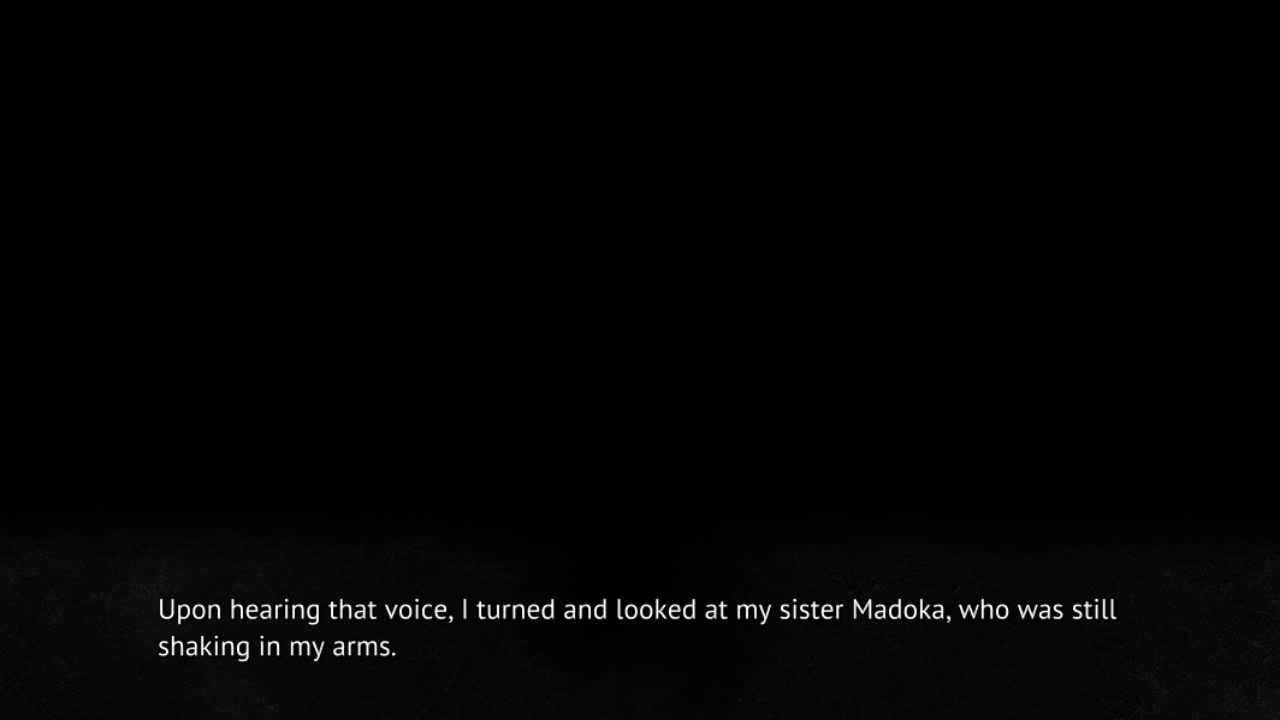 Upon hearing that voice, I turned and looked at my sister Madoka, who was still
shaking in my arms.